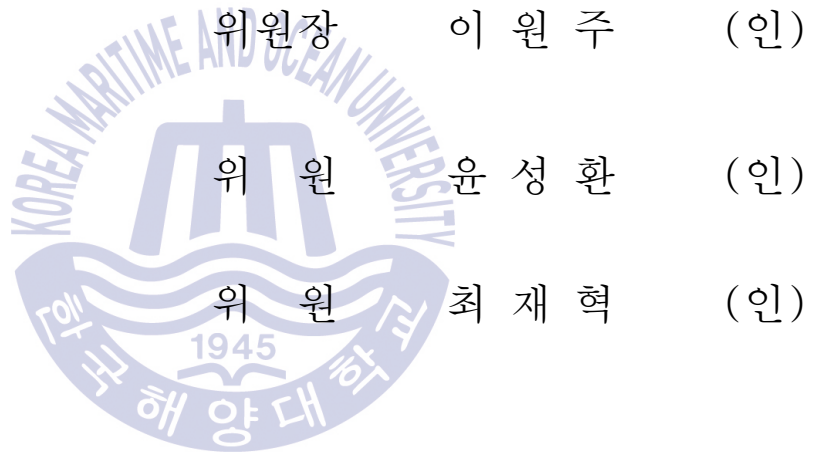 위원장 이 원 주 (인)
위 원 윤 성 환 (인)
위 원 최 재 혁 (인)
KOREA MARITIME AND OCEAN UNIVERSITY
1945
한국해양대학교